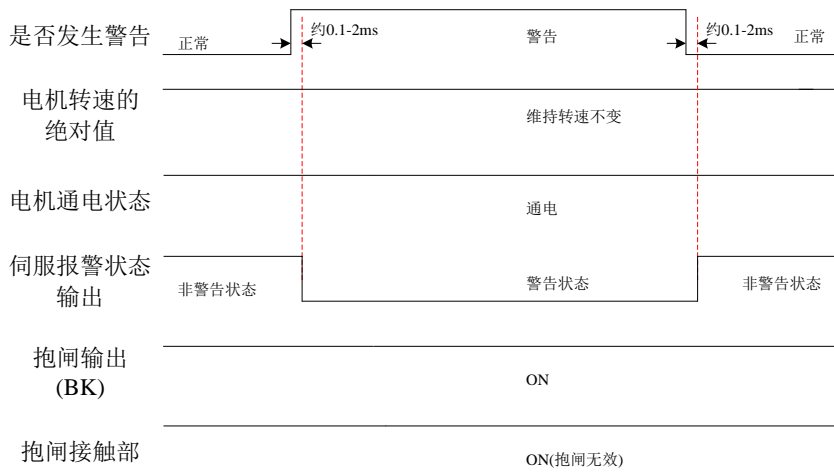 是否发生警告
正常
约0.1-2ms
警告
约0.1-2ms
正常
电机转速的
绝对值
维持转速不变
电机通电状态
通电
伺服报警状态
输出
非警告状态
警告状态
非警告状态
抱闸输出
(BK)
ON
抱闸接触部
ON(抱闸无效)